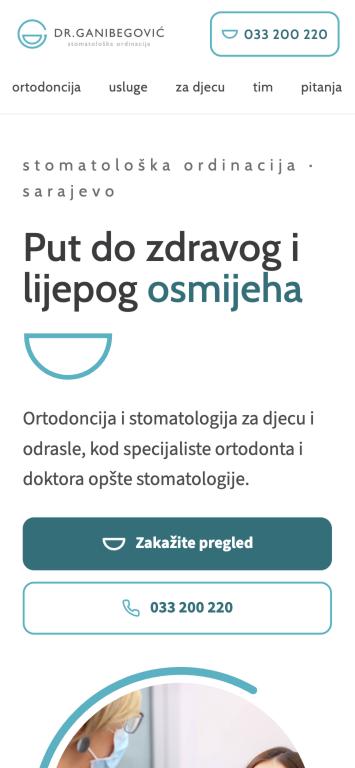 DR.GANIBEGOVIĆ
stomatološka ordinacija
033 200 220
ortodoncija usluge za djecu tim pitanja
stomatološka ordinacija ·
sarajevo
Put do zdravog i
lijepog osmijeha
Ortodoncija i stomatologija za djecu i
odrasle, kod specijaliste ortodonta i
doktora opšte stomatologije.
Zakažite pregled
033 200 220